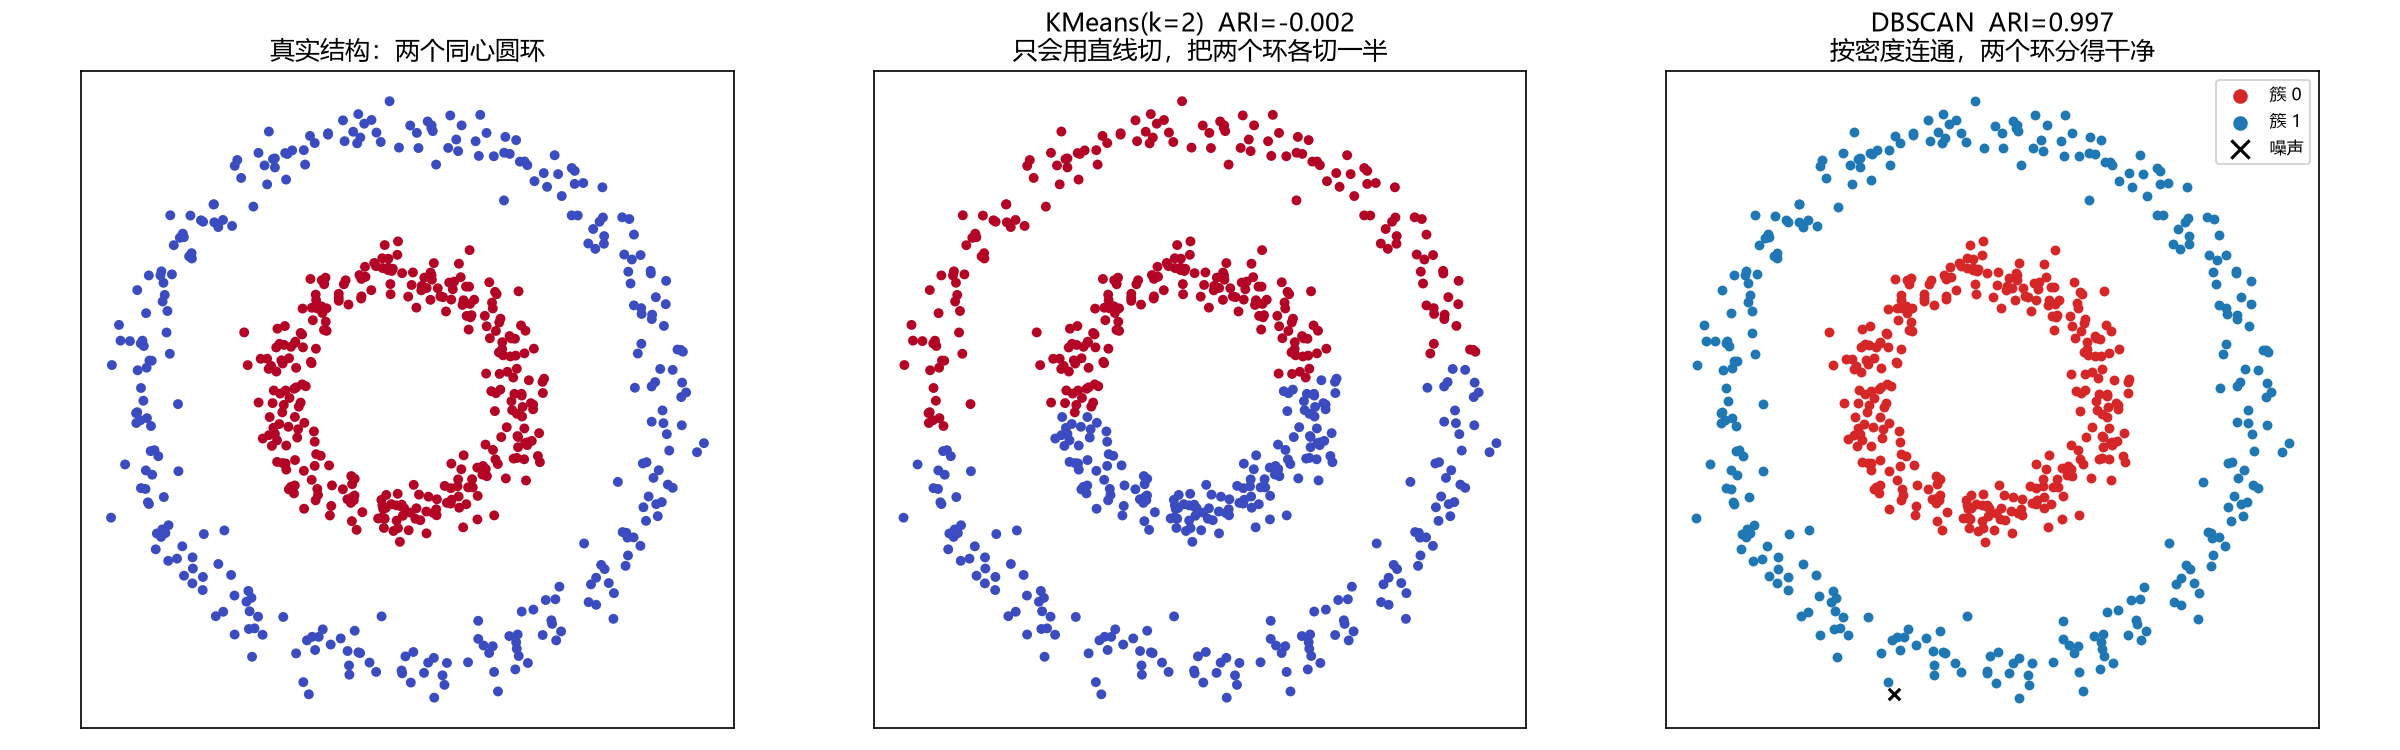 真实结构：两个同心圆环
KMeans(k=2)  ARI=-0.002
只会用直线切，把两个环各切一半
DBSCAN  ARI=0.997
按密度连通，两个环分得干净
簇 0
簇 1
噪声